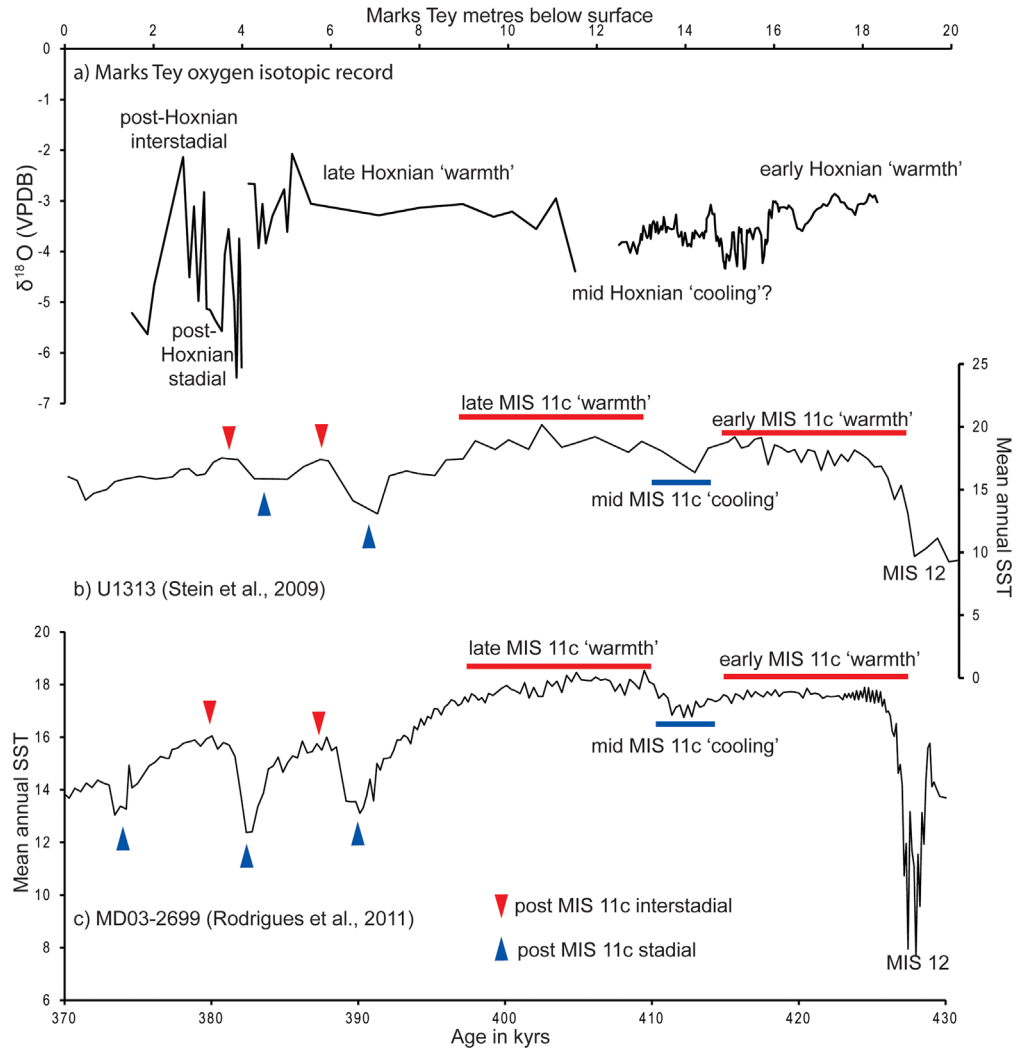 Marks Tey metres below surface
0 2 4 6 8 10 12 14 16 18 20
0
-1
-2
-3
-4
-5
-6
-7
δ18O (VPDB)
a) Marks Tey oxygen isotopic record
post-Hoxnian
interstadial
late Hoxnian ‘warmth’
early Hoxnian ‘warmth’
mid Hoxnian ‘cooling’?
post-
Hoxnian
stadial
25
20
15
10
5
0
Mean annual SST
late MIS 11c ‘warmth’
early MIS 11c ‘warmth’
mid MIS 11c ‘cooling’
MIS 12
b) U1313 (Stein et al., 2009)
20
18
16
14
12
10
8
6
Mean annual SST
late MIS 11c ‘warmth’
early MIS 11c ‘warmth’
mid MIS 11c ‘cooling’
post MIS 11c interstadial
c) MD03-2699 (Rodrigues et al., 2011)
post MIS 11c stadial
MIS 12
370 380 390 400 410 420 430
Age in kyrs